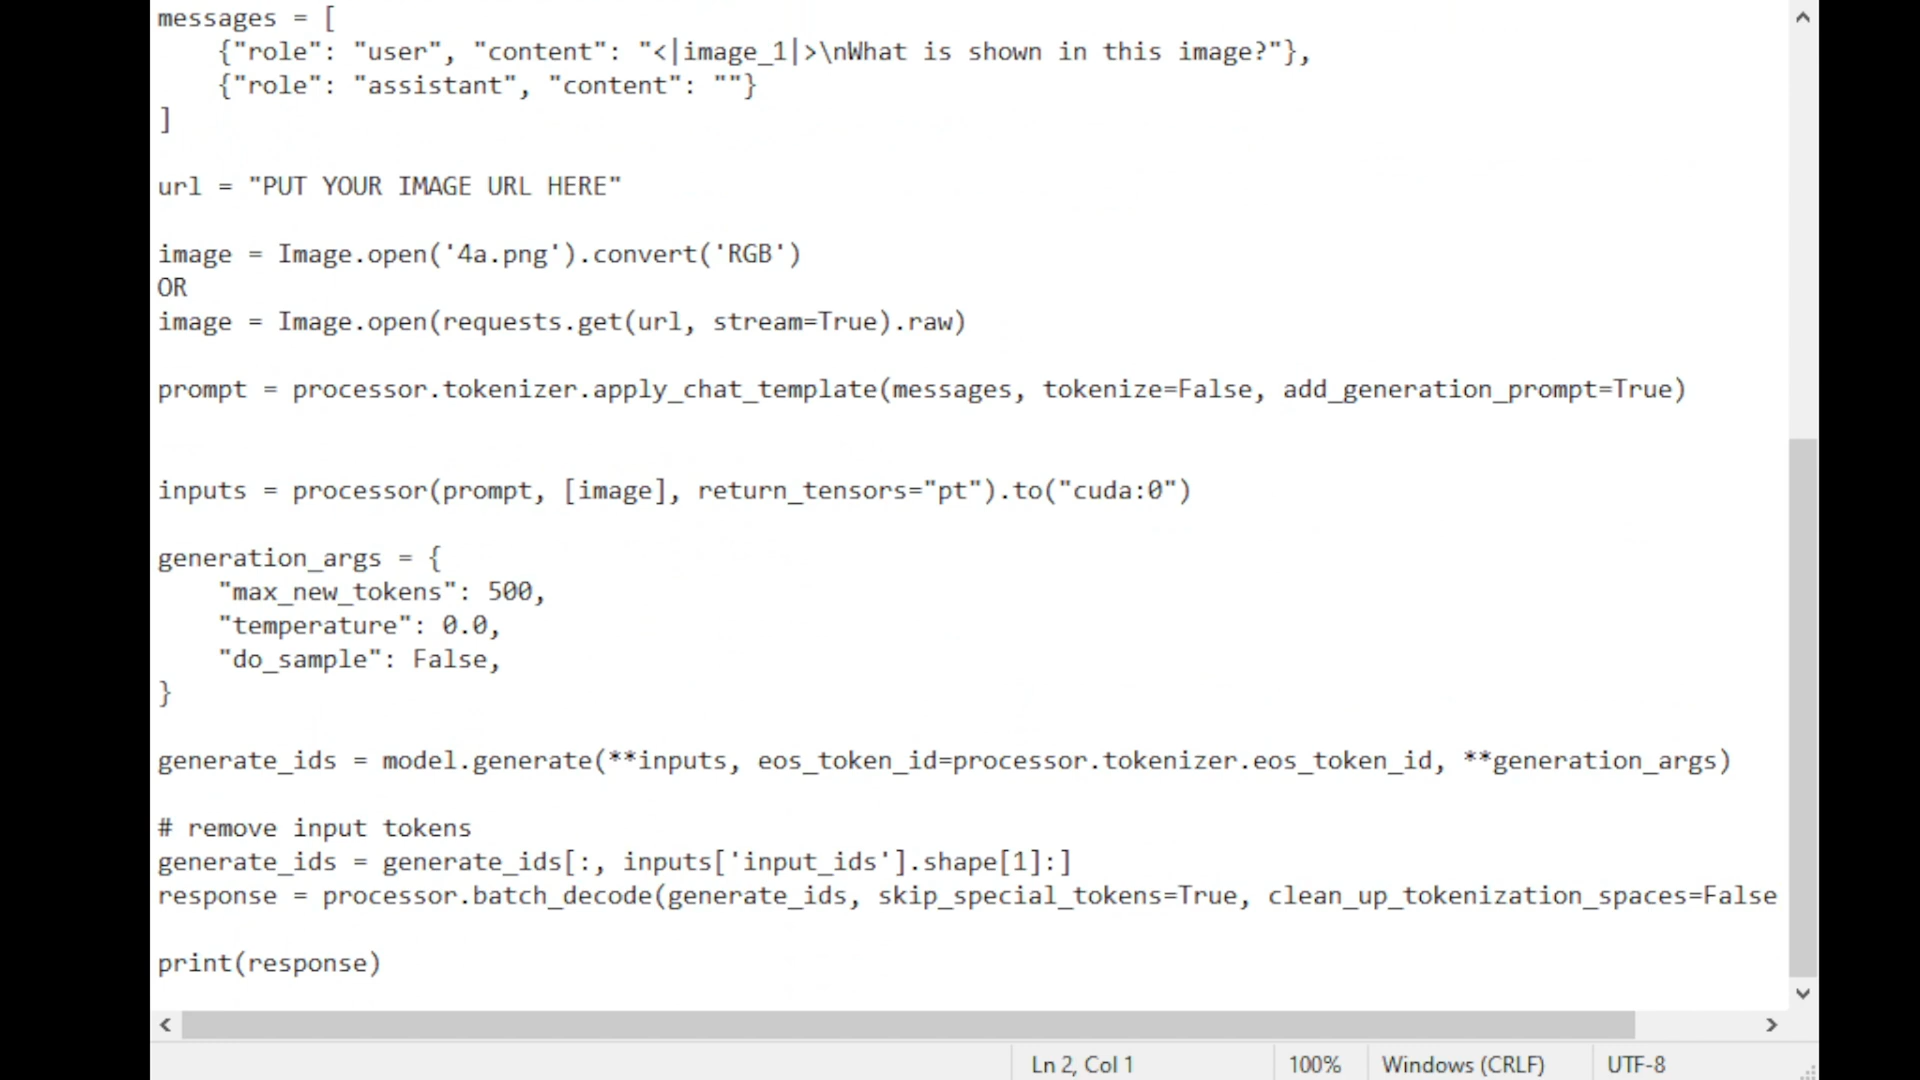 messages = [
    {"role": "user", "content": "<|image_1|>\nWhat is shown in this image?"},
    {"role": "assistant", "content": ""}
]
url = "PUT YOUR IMAGE URL HERE"
image = Image.open('4a.png').convert('RGB')
OR
image = Image.open(requests.get(url, stream=True).raw)
prompt = processor.tokenizer.apply_chat_template(messages, tokenize=False, add_generation_prompt=True)
inputs = processor(prompt, [image], return_tensors="pt").to("cuda:0")
generation_args = {
    "max_new_tokens": 500,
    "temperature": 0.0,
    "do_sample": False,
}
generate_ids = model.generate(**inputs, eos_token_id=processor.tokenizer.eos_token_id, **generation_args)
# remove input tokens
generate_ids = generate_ids[:, inputs['input_ids'].shape[1]:]
response = processor.batch_decode(generate_ids, skip_special_tokens=True, clean_up_tokenization_spaces=False
print(response)
Ln 2, Col 1 100% Windows (CRLF) UTF-8